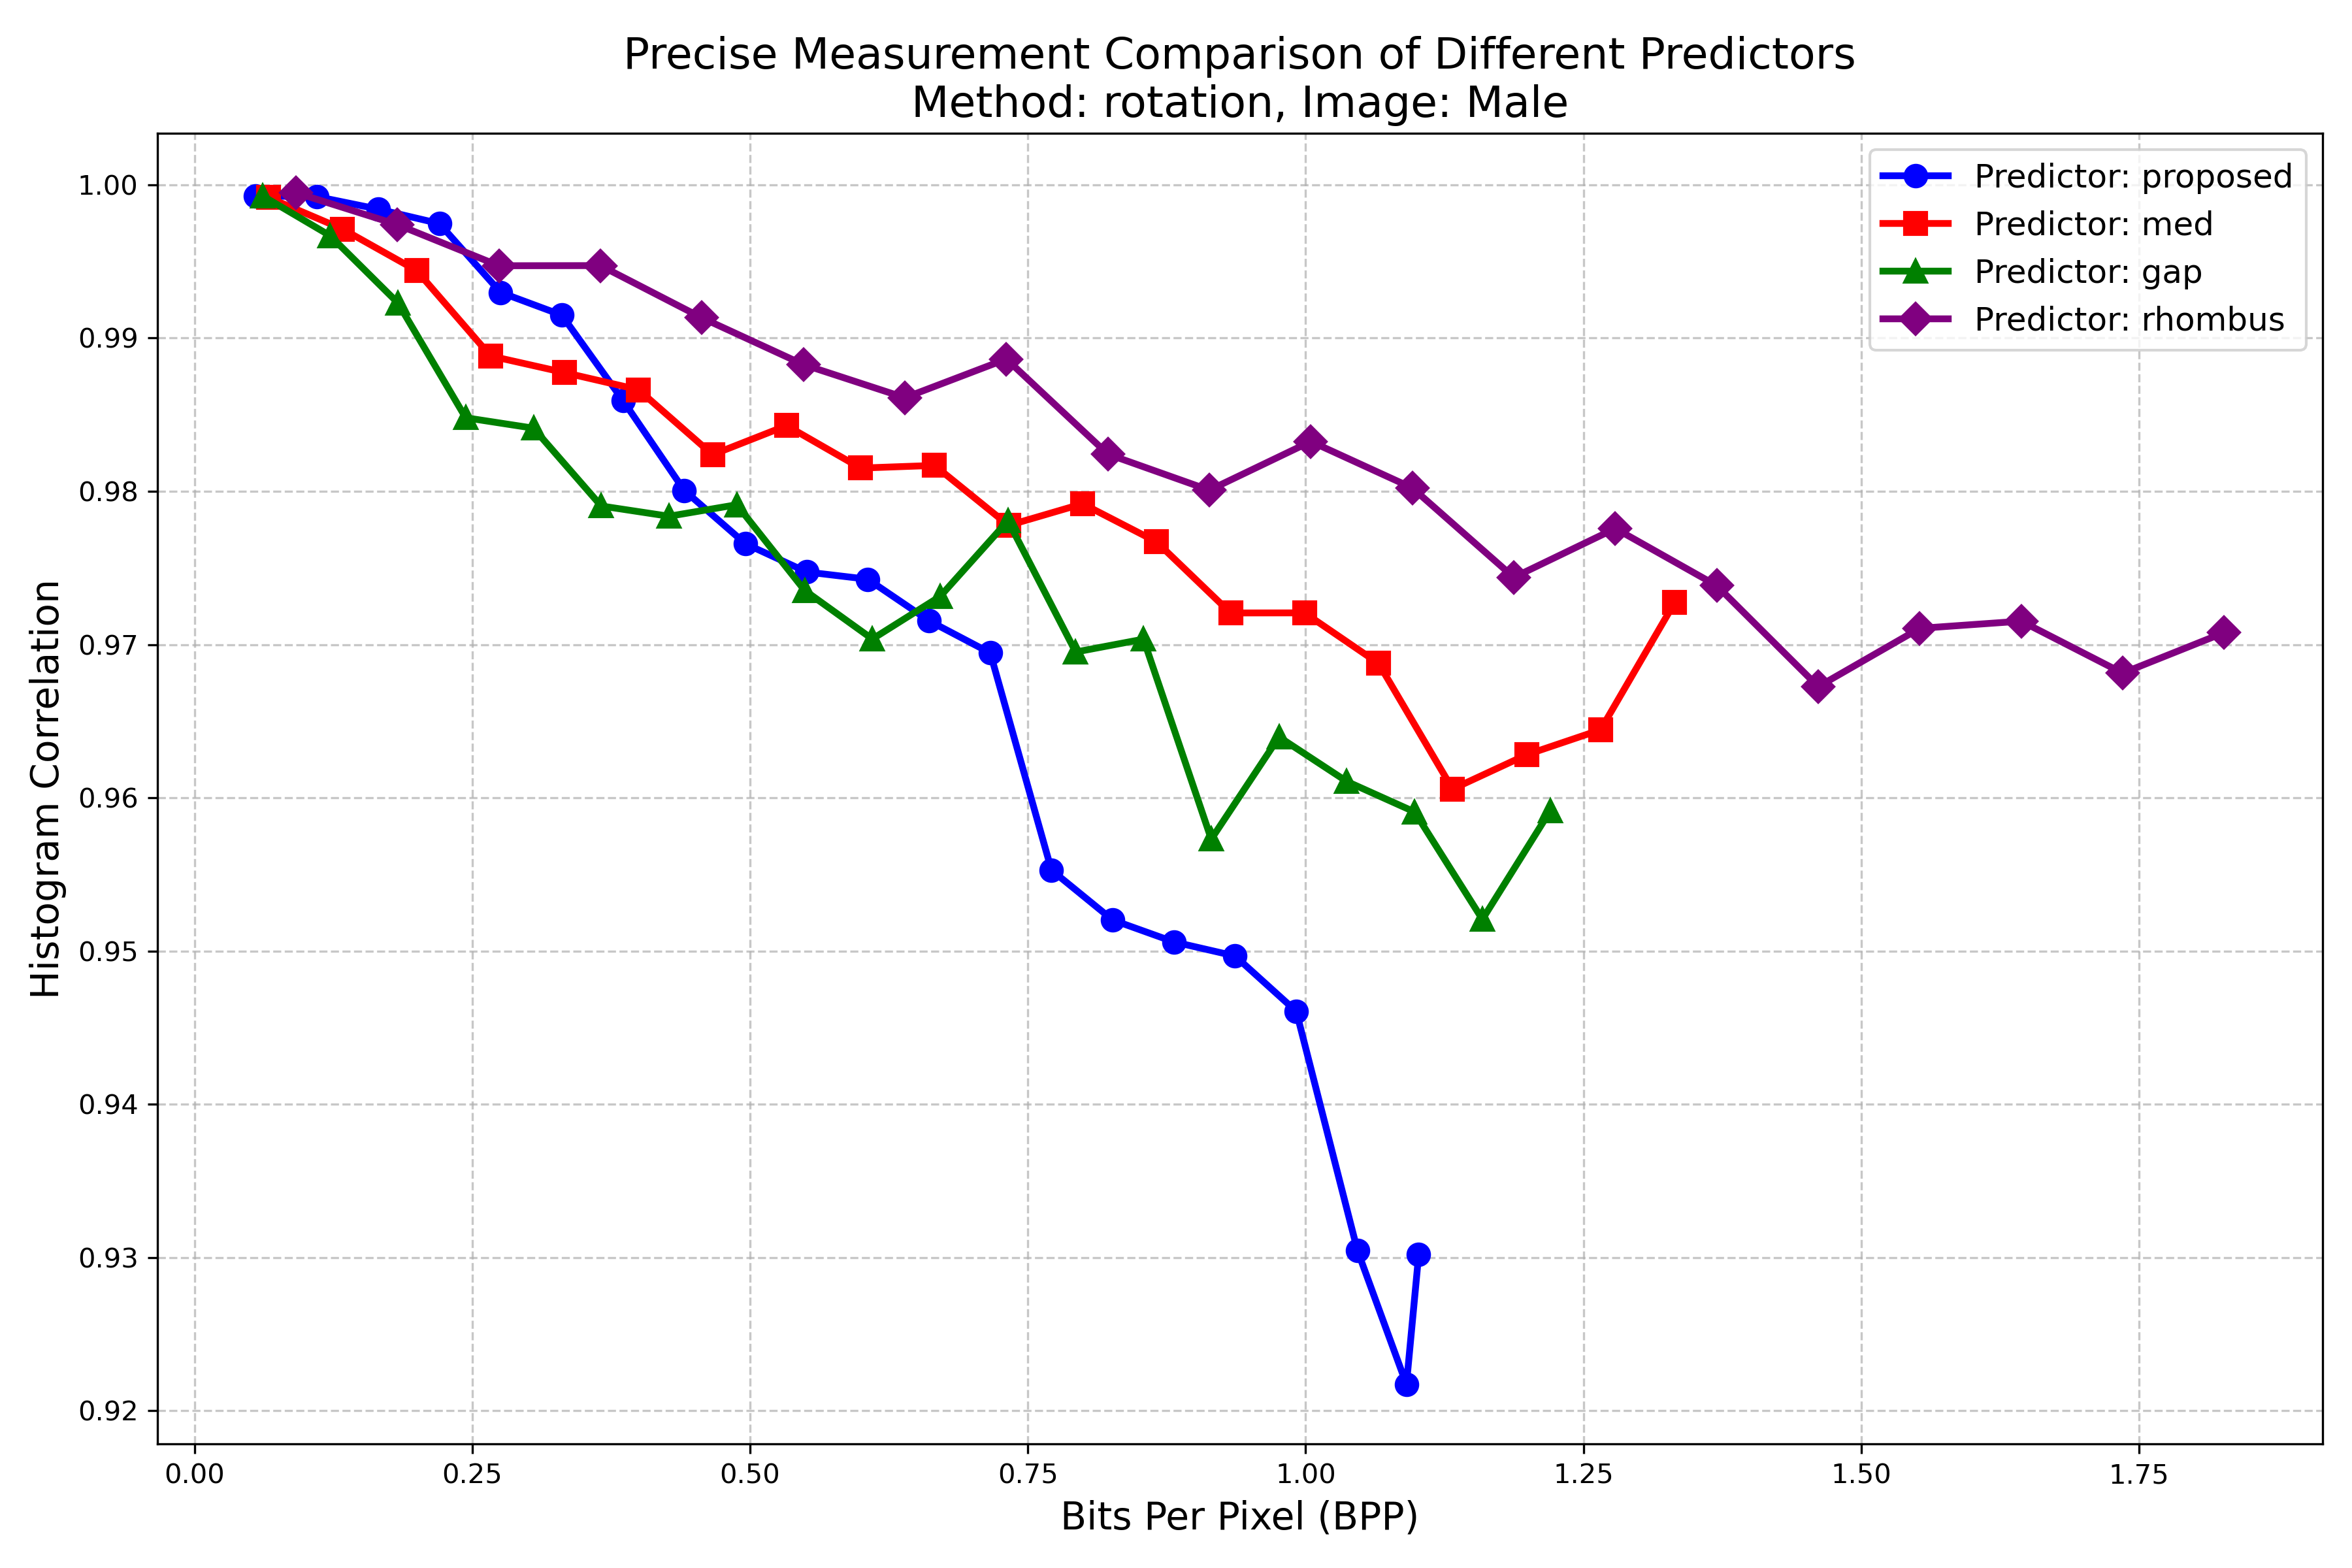 Precise Measurement Comparison of Different Predictors
Method: rotation, Image: Male
Predictor: proposed
Predictor: med
Predictor: gap
Predictor: rhombus
Histogram Correlation
1.00
0.99
0.98
0.97
0.96
0.95
0.94
0.93
0.92
0.00 0.25 0.50 0.75 1.00 1.25 1.50 1.75
Bits Per Pixel (BPP)